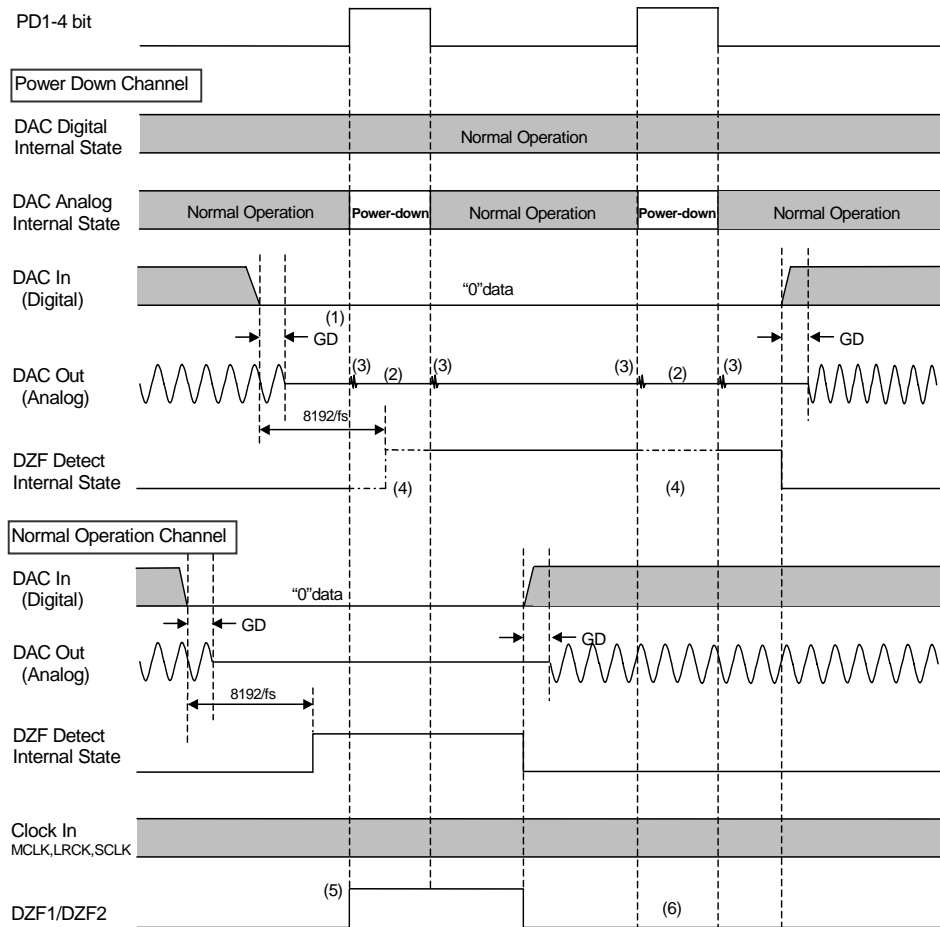 PD1-4 bit
Power Down Channel
DAC Digital
Internal State
Normal Operation
DAC Analog
Internal State
Normal Operation
Power-down
Normal Operation
Power-down
Normal Operation
DAC In
(Digital)
“0”data
(1)
GD
GD
DAC Out
(Analog)
(3)
(2)
(3)
(3)
(2)
(3)
8192/fs
DZF Detect
Internal State
(4)
(4)
Normal Operation Channel
DAC In
(Digital)
“0”data
GD
GD
DAC Out
(Analog)
8192/fs
DZF Detect
Internal State
Clock In
MCLK,LRCK,SCLK
(5)
DZF1/DZF2
(6)